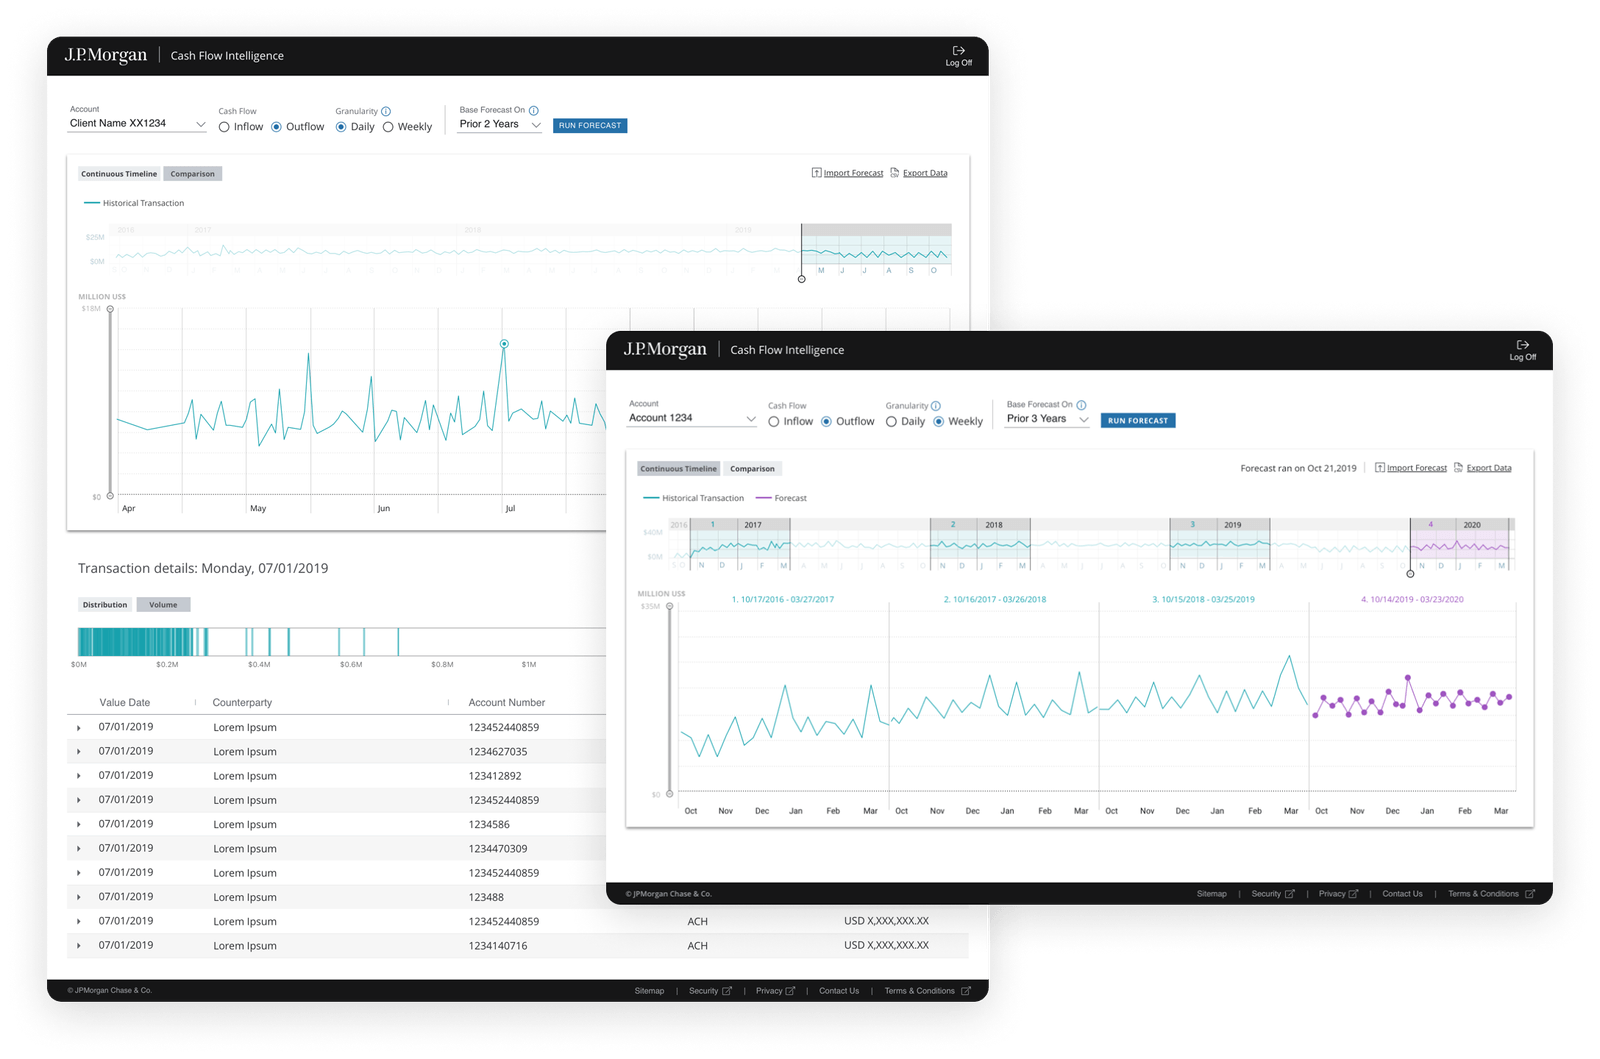 J.P.Morgan | Cash Flow Intelligence
Log Off
Account
Client Name XX1234
Cash Flow
Inflow Outflow
Granularity
Daily Weekly
Base Forecast On
Prior 2 Years
RUN FORECAST
Continuous Timeline Comparison
Import Forecast Export Data
Historical Transaction
2016 2017 2018 2019
$25M
$0M
M J J A S O
MILLION US$
$18M
$0
Apr May Jun Jul
Transaction details: Monday, 07/01/2019
Distribution Volume
$0M $0.2M $0.4M $0.6M $0.8M $1M
Value Date Counterparty Account Number
07/01/2019 Lorem Ipsum 123452440859
07/01/2019 Lorem Ipsum 1234627035
07/01/2019 Lorem Ipsum 123412892
07/01/2019 Lorem Ipsum 123452440859
07/01/2019 Lorem Ipsum 1234586
07/01/2019 Lorem Ipsum 1234470309
07/01/2019 Lorem Ipsum 123452440859
07/01/2019 Lorem Ipsum 123488
07/01/2019 Lorem Ipsum 123452440859 ACH USD X,XXX,XXX.XX
07/01/2019 Lorem Ipsum 1234140716 ACH USD X,XXX,XXX.XX
© JPMorgan Chase & Co.
Sitemap | Security | Privacy | Contact Us | Terms & Conditions
J.P.Morgan | Cash Flow Intelligence
Log Off
Account
Account 1234
Cash Flow
Inflow Outflow
Granularity
Daily Weekly
Base Forecast On
Prior 3 Years
RUN FORECAST
Continuous Timeline Comparison
Forecast ran on Oct 21,2019 | Import Forecast Export Data
Historical Transaction Forecast
2016 1 2017 2 2018 3 2019 4 2020
$40M
$0M
S O N D J F M A M J J A S O N D J F M A M J J A S O N D J F M A M J J A S O N D J F M
MILLION US$
$35M
1. 10/17/2016 - 03/27/2017 2. 10/16/2017 - 03/26/2018 3. 10/15/2018 - 03/25/2019 4. 10/14/2019 - 03/23/2020
$0
Oct Nov Dec Jan Feb Mar Oct Nov Dec Jan Feb Mar Oct Nov Dec Jan Feb Mar Oct Nov Dec Jan Feb Mar
© JPMorgan Chase & Co.
Sitemap | Security | Privacy | Contact Us | Terms & Conditions